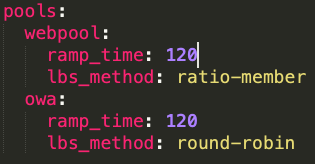 pools:
  webpool:
    ramp_time: 120
    lbs_method: ratio-member
  owa:
    ramp_time: 120
    lbs_method: round-robin